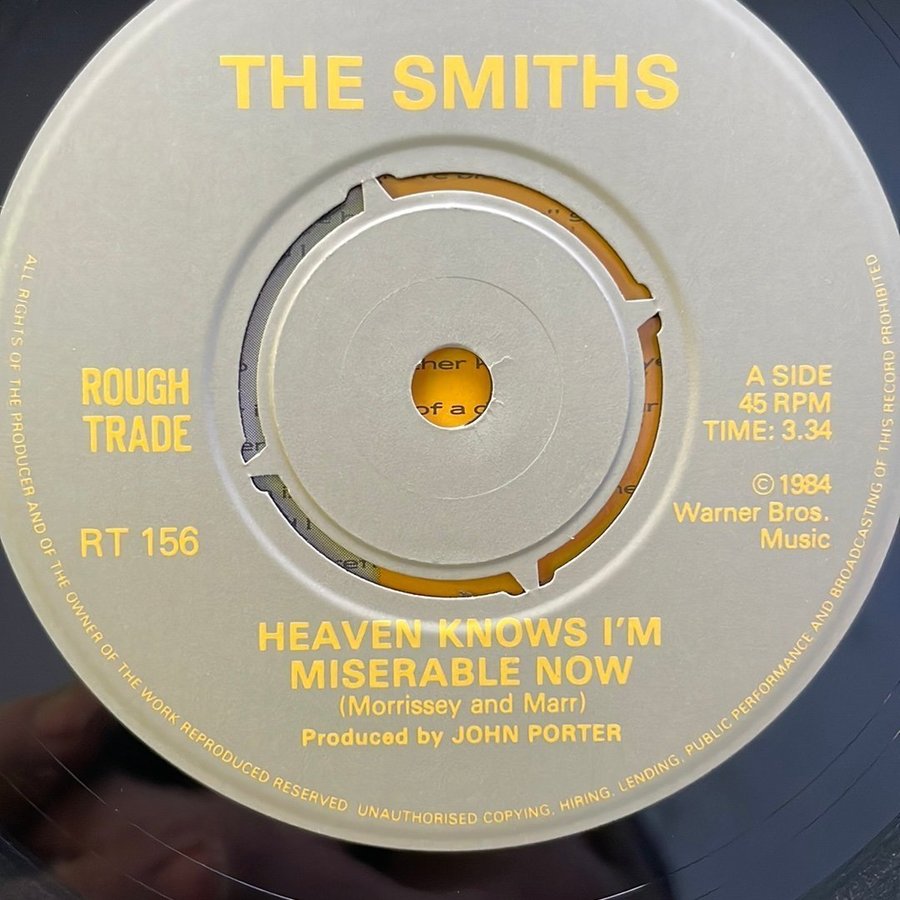 THE SMITHS
ROUGH
TRADE
RT 156
A SIDE
45 RPM
TIME: 3.34
© 1984
Warner Bros.
Music
HEAVEN KNOWS I'M
MISERABLE NOW
(Morrissey and Marr)
Produced by JOHN PORTER
ALL RIGHTS OF THE PRODUCER AND OF THE OWNER OF THE WORK REPRODUCED RESERVED UNAUTHORISED COPYING, HIRING, LENDING, PUBLIC PERFORMANCE AND BROADCASTING OF THIS RECORD PROHIBITED
of a